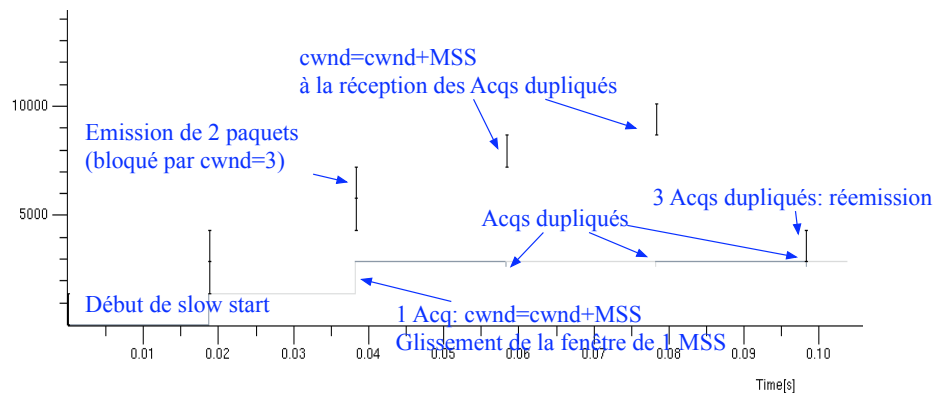 cwnd=cwnd+MSS
à la réception des Acqs dupliqués
10000
Emission de 2 paquets
(bloqué par cwnd=3)
5000
Acqs dupliqués
3 Acqs dupliqués: réemission
Début de slow start
1 Acq: cwnd=cwnd+MSS
Glissement de la fenêtre de 1 MSS
0.01
0.02
0.03
0.04
0.05
0.06
0.07
0.08
0.09
0.10
Time[s]